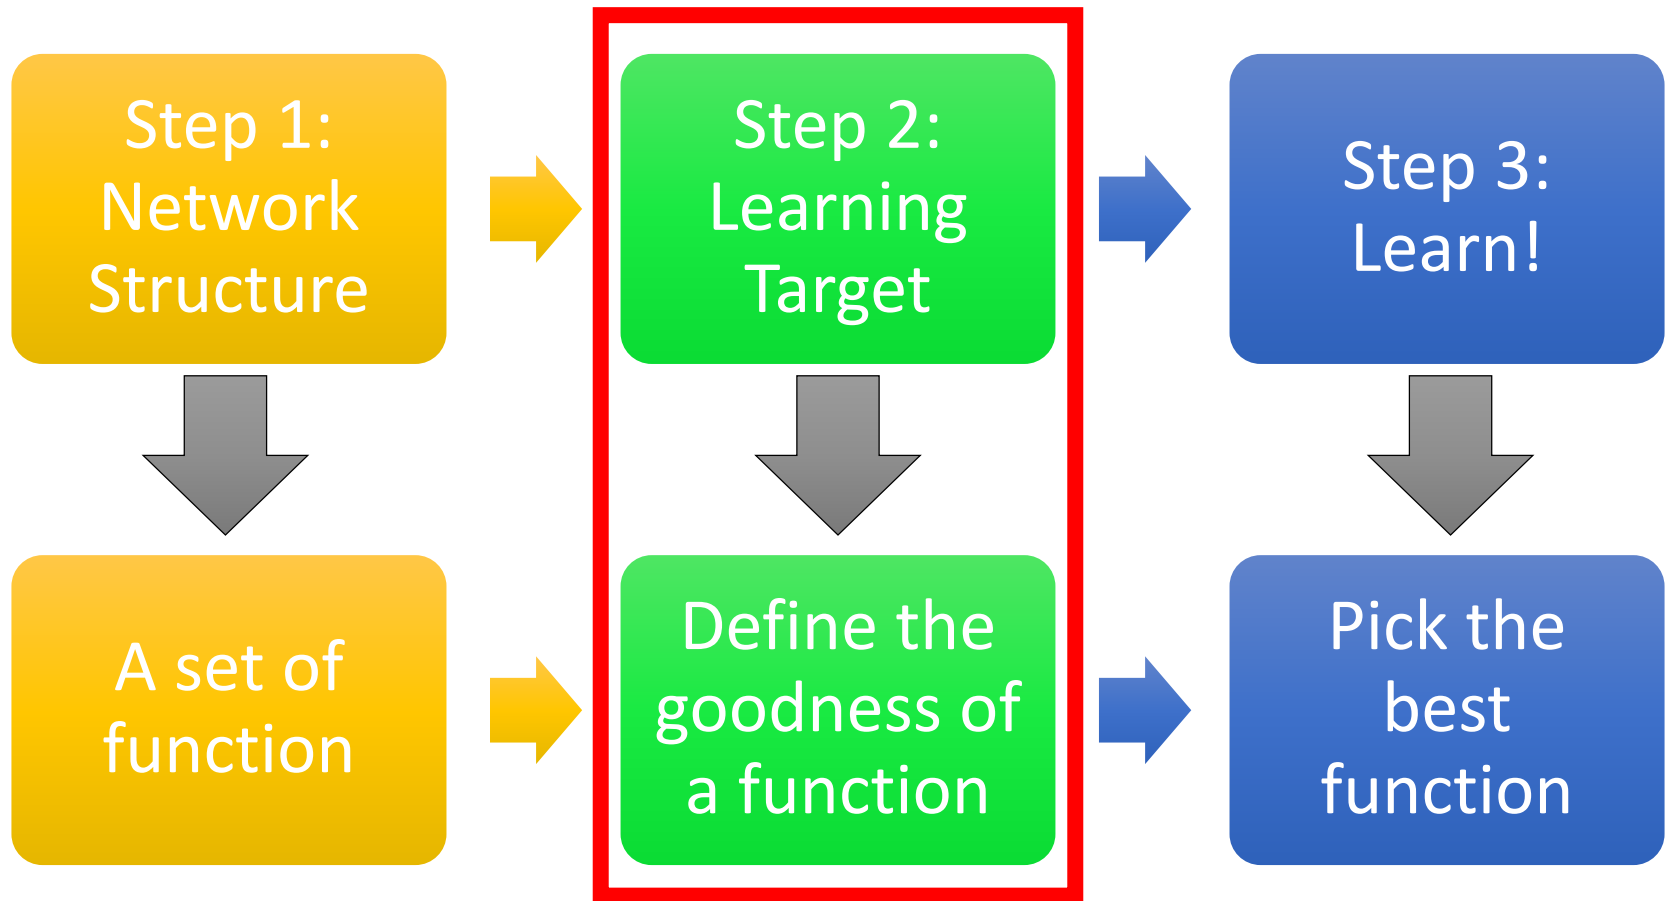 Step 1:
Network
Structure
Step 2:
Learning
Target
Step 3:
Learn!
A set of
function
Define the
goodness of
a function
Pick the
best
function